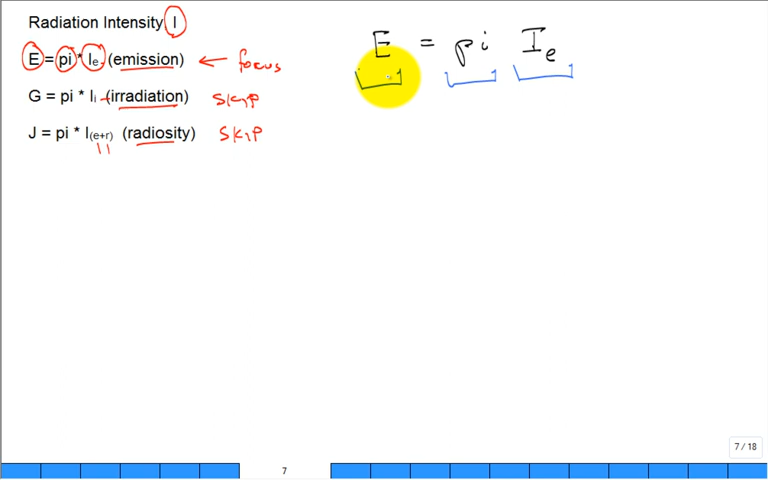 Radiation Intensity I
E = pi * Ie (emission) ← focus
G = pi * Ii (irradiation) skip
J = pi * I(e+r) (radiosity) skip
E = pi Ie
7 / 18
7